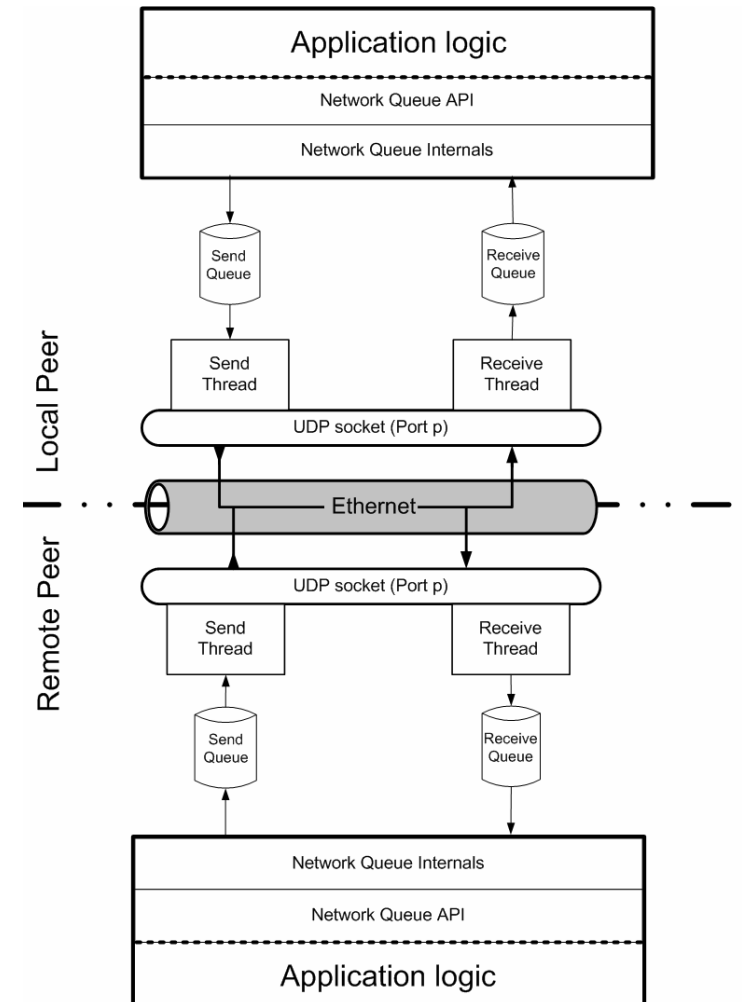 Application logic
Network Queue API
Network Queue Internals
Send
Queue
Receive
Queue
Send
Thread
Receive
Thread
UDP socket (Port p)
Local Peer
Ethernet
Remote Peer
UDP socket (Port p)
Send
Thread
Receive
Thread
Send
Queue
Receive
Queue
Network Queue Internals
Network Queue API
Application logic